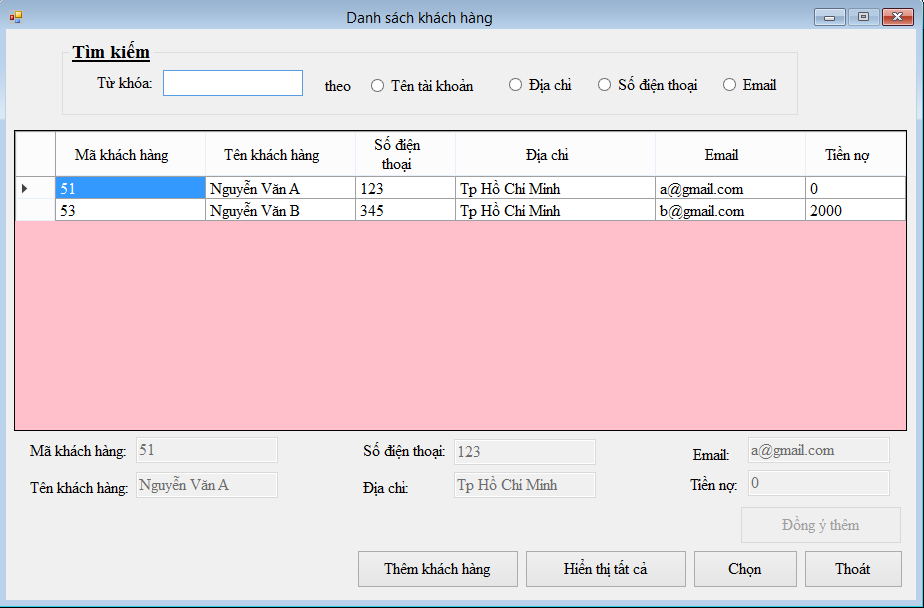 Danh sách khách hàng
Tìm kiếm
Từ khóa: theo Tên tài khoản Địa chỉ Số điện thoại Email
Mã khách hàng Tên khách hàng Số điện thoại Địa chỉ Email Tiền nợ
51 Nguyễn Văn A 123 Tp Hồ Chí Minh a@gmail.com 0
53 Nguyễn Văn B 345 Tp Hồ Chí Minh b@gmail.com 2000
Mã khách hàng: 51 Số điện thoại: 123 Email: a@gmail.com
Tên khách hàng: Nguyễn Văn A Địa chỉ: Tp Hồ Chí Minh Tiền nợ: 0
Đồng ý thêm
Thêm khách hàng Hiển thị tất cả Chọn Thoát